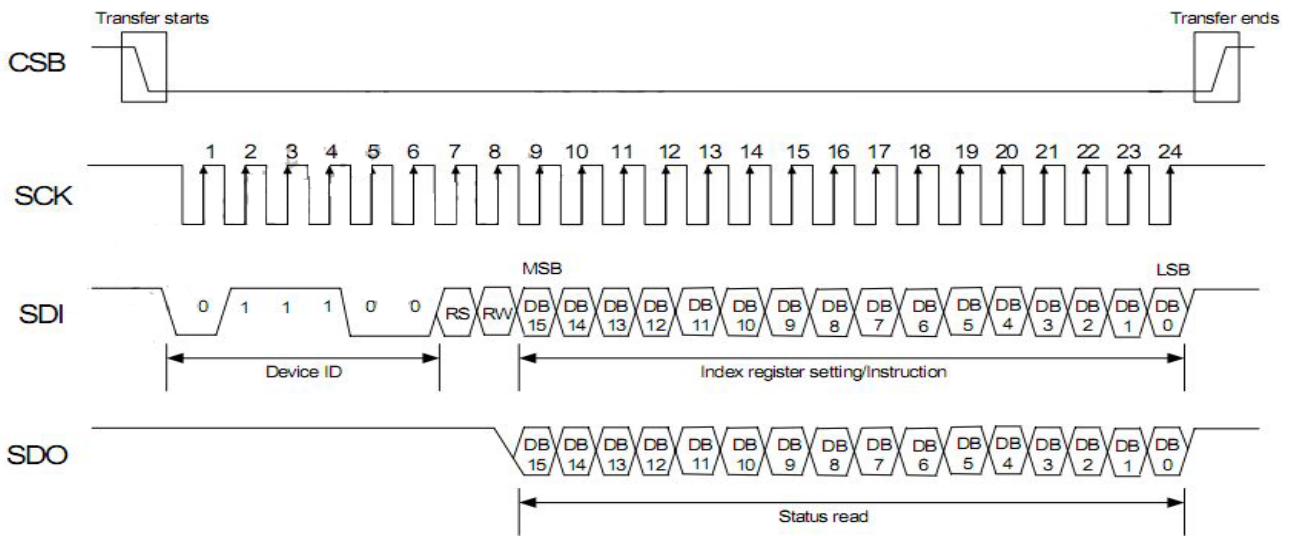 Transfer starts
Transfer ends
CSB
1 2 3 4 5 6 7 8 9 10 11 12 13 14 15 16 17 18 19 20 21 22 23 24
SCK
MSB
LSB
SDI
0 1 1 1 0 0 RS RW DB 15 DB 14 DB 13 DB 12 DB 11 DB 10 DB 9 DB 8 DB 7 DB 6 DB 5 DB 4 DB 3 DB 2 DB 1 DB 0
Device ID
Index register setting/Instruction
SDO
DB 15 DB 14 DB 13 DB 12 DB 11 DB 10 DB 9 DB 8 DB 7 DB 6 DB 5 DB 4 DB 3 DB 2 DB 1 DB 0
Status read